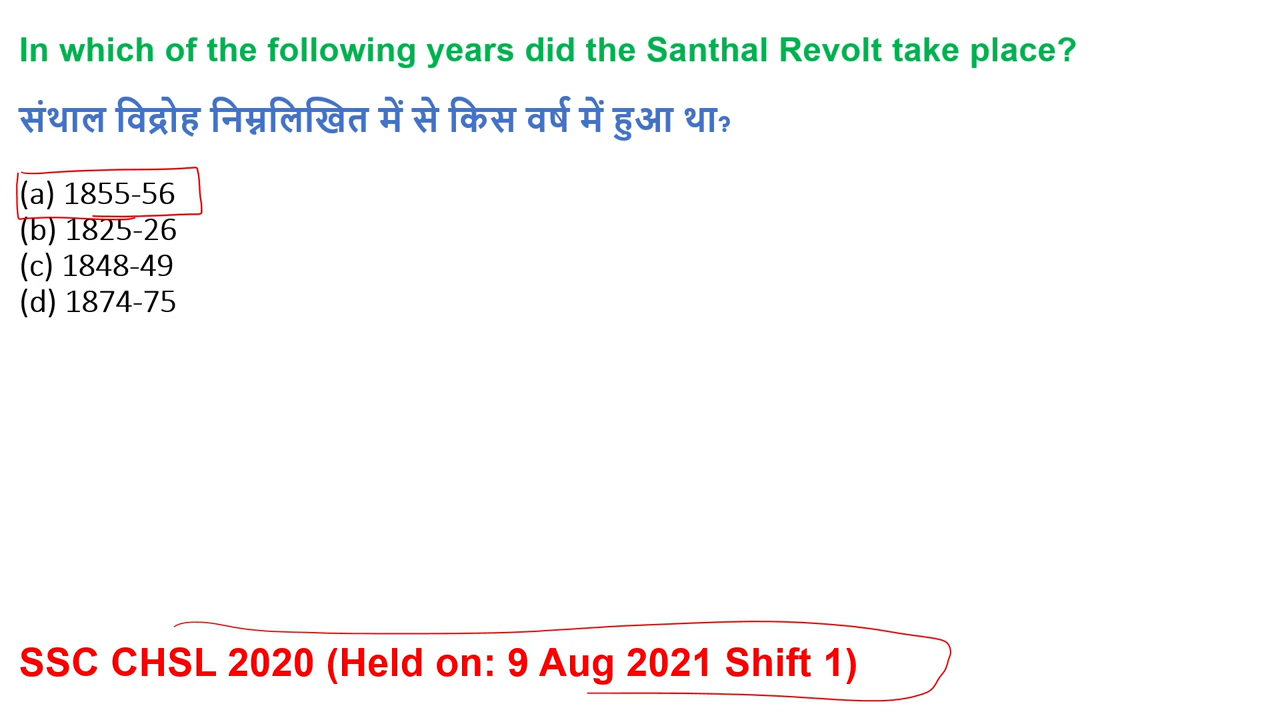 In which of the following years did the Santhal Revolt take place?
संथाल विद्रोह निम्नलिखित में से किस वर्ष में हुआ था?
(a) 1855-56
(b) 1825-26
(c) 1848-49
(d) 1874-75
SSC CHSL 2020 (Held on: 9 Aug 2021 Shift 1)